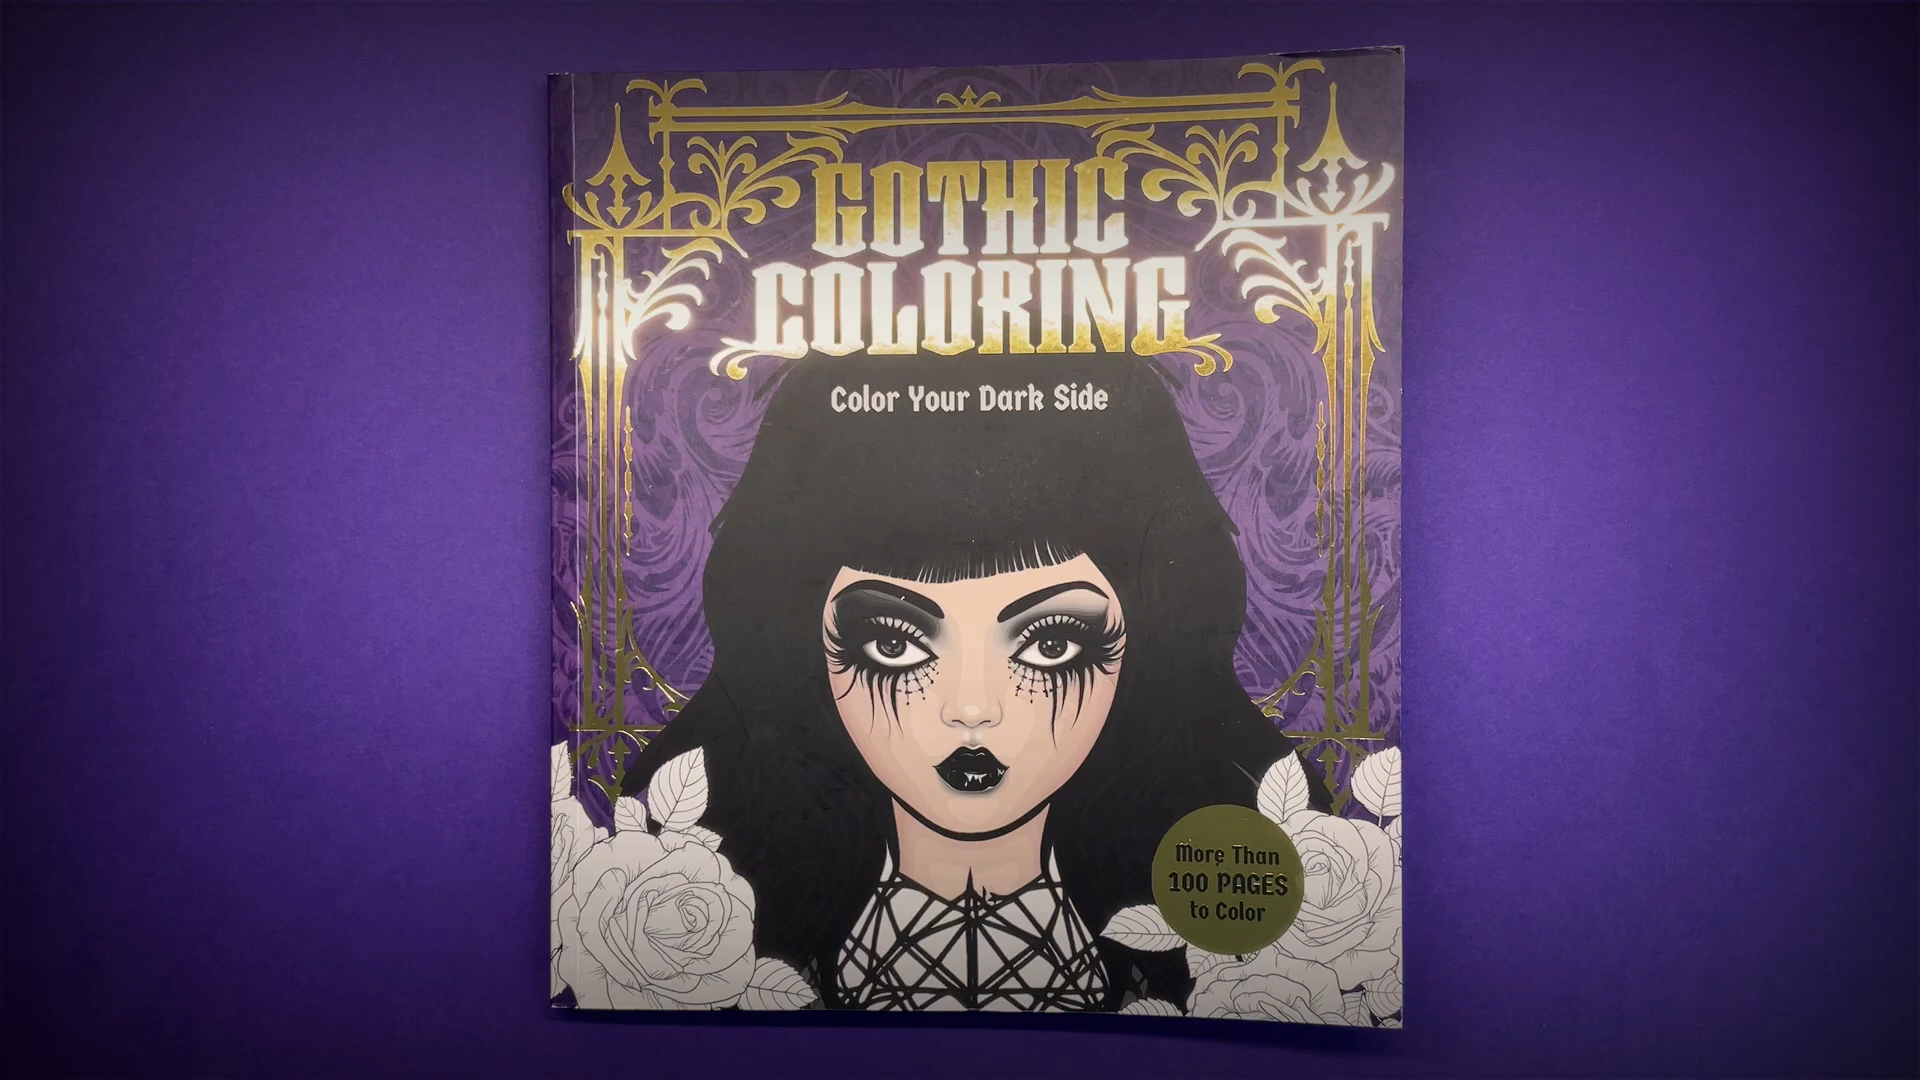 GOTHIC
COLORING
Color Your Dark Side
More Than
100 PAGES
to Color